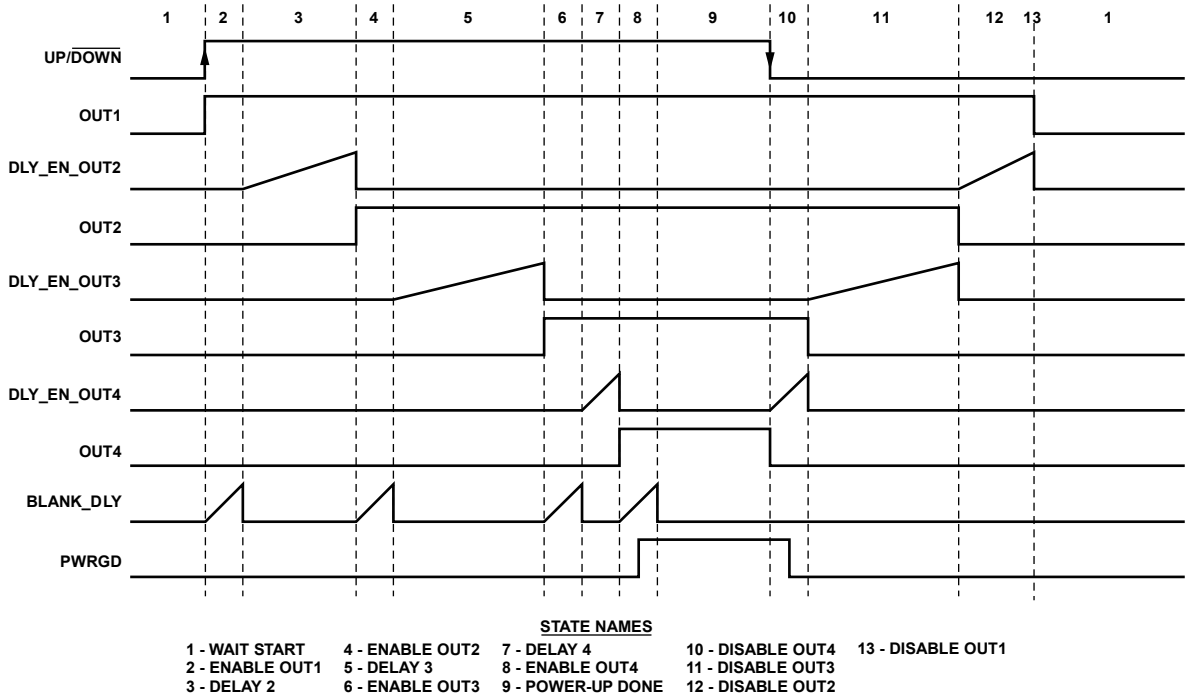 1 2 3 4 5 6 7 8 9 10 11 12 13 1
UP/DOWN
OUT1
DLY_EN_OUT2
OUT2
DLY_EN_OUT3
OUT3
DLY_EN_OUT4
OUT4
BLANK_DLY
PWRGD
STATE NAMES
1 - WAIT START 4 - ENABLE OUT2 7 - DELAY 4 10 - DISABLE OUT4 13 - DISABLE OUT1
2 - ENABLE OUT1 5 - DELAY 3 8 - ENABLE OUT4 11 - DISABLE OUT3
3 - DELAY 2 6 - ENABLE OUT3 9 - POWER-UP DONE 12 - DISABLE OUT2